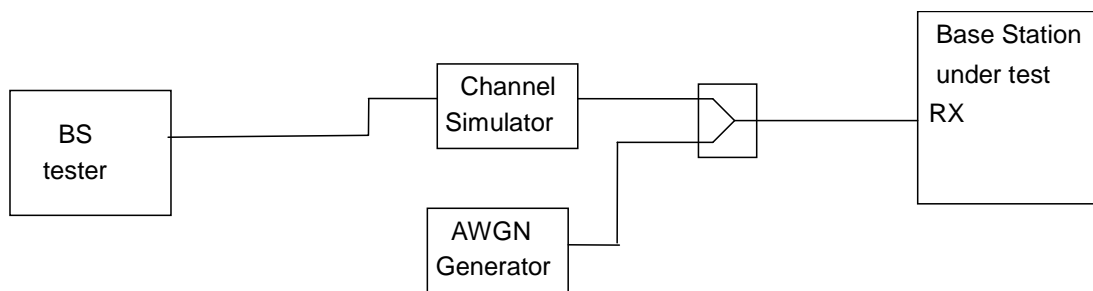 BS
tester
Channel
Simulator
AWGN
Generator
Base Station
under test
RX